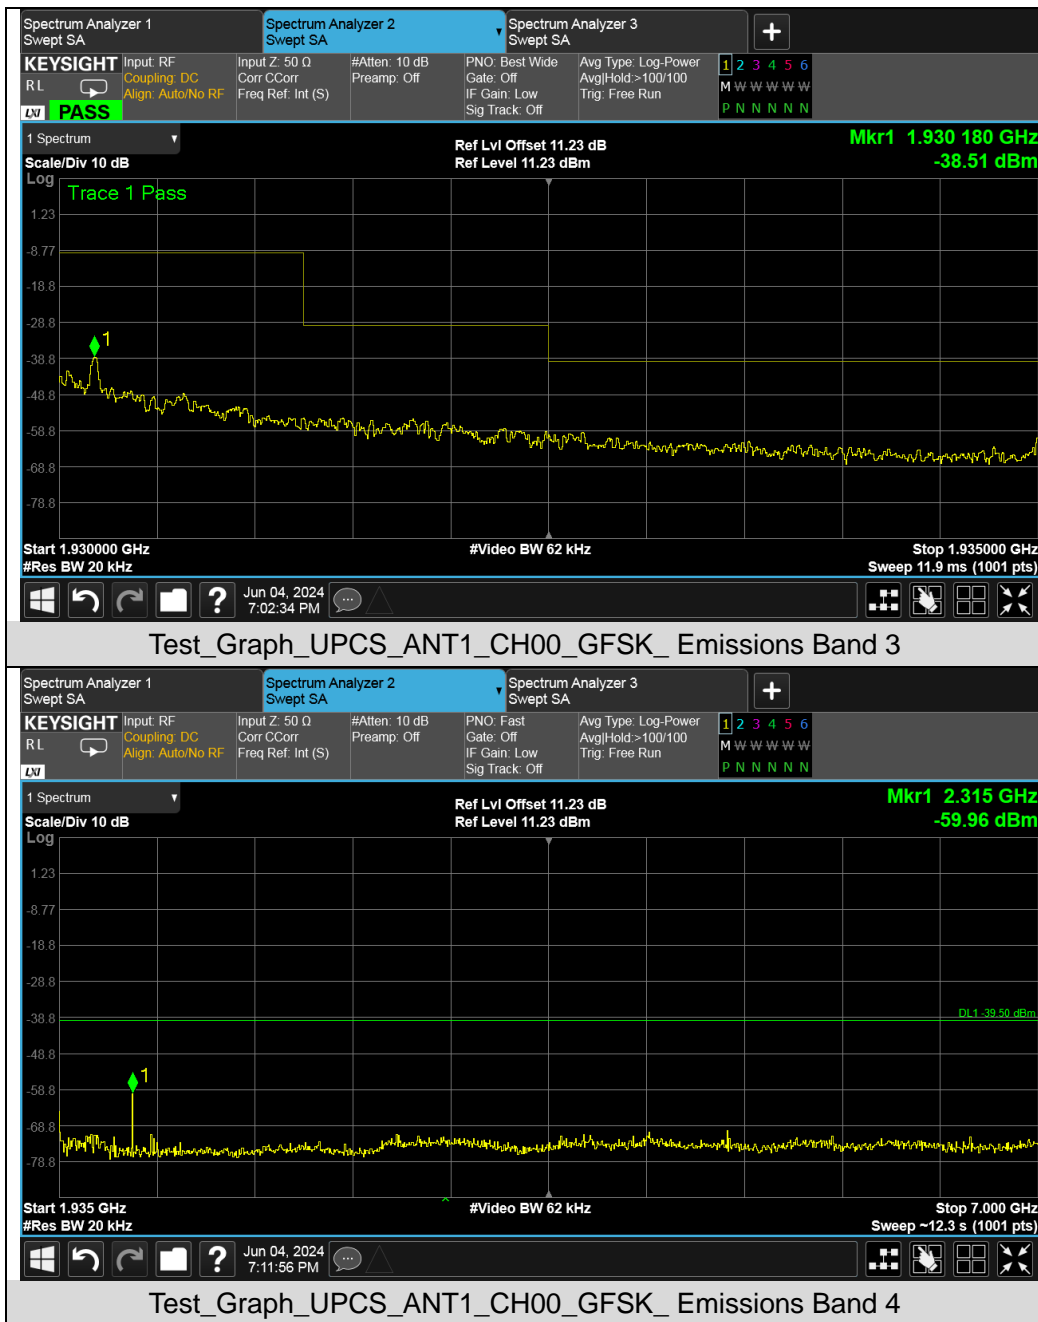 Spectrum Analyzer 1
Swept SA
Spectrum Analyzer 2
Swept SA
Spectrum Analyzer 3
Swept SA
KEYSIGHT
RL
LXI
PASS
Input: RF
Coupling: DC
Align: Auto/No RF
Input Z: 50 Ω
Corr CCorr
Freq Ref: Int (S)
#Atten: 10 dB
Preamp: Off
PNO: Best Wide
Gate: Off
IF Gain: Low
Sig Track: Off
Avg Type: Log-Power
Avg|Hold:>100/100
Trig: Free Run
1 2 3 4 5 6
M W W W W W
P N N N N N
1 Spectrum
Scale/Div 10 dB
Log
Ref Lvl Offset 11.23 dB
Ref Level 11.23 dBm
Mkr1 1.930 180 GHz
-38.51 dBm
Trace 1 Pass
1.23
-8.77
-18.8
-28.8
1
-38.8
-48.8
-58.8
-68.8
-78.8
Start 1.930000 GHz
#Res BW 20 kHz
#Video BW 62 kHz
Stop 1.935000 GHz
Sweep 11.9 ms (1001 pts)
?
Jun 04, 2024
7:02:34 PM
Test_Graph_UPCS_ANT1_CH00_GFSK_ Emissions Band 3
Spectrum Analyzer 1
Swept SA
Spectrum Analyzer 2
Swept SA
Spectrum Analyzer 3
Swept SA
KEYSIGHT
RL
LXI
Input: RF
Coupling: DC
Align: Auto/No RF
Input Z: 50 Ω
Corr CCorr
Freq Ref: Int (S)
#Atten: 10 dB
Preamp: Off
PNO: Fast
Gate: Off
IF Gain: Low
Sig Track: Off
Avg Type: Log-Power
Avg|Hold:>100/100
Trig: Free Run
1 2 3 4 5 6
M W W W W W
P N N N N N
1 Spectrum
Scale/Div 10 dB
Log
Ref Lvl Offset 11.23 dB
Ref Level 11.23 dBm
Mkr1 2.315 GHz
-59.96 dBm
1.23
-8.77
-18.8
-28.8
-38.8
DL1 -39.50 dBm
-48.8
1
-58.8
-68.8
-78.8
Start 1.935 GHz
#Res BW 20 kHz
#Video BW 62 kHz
Stop 7.000 GHz
Sweep ~12.3 s (1001 pts)
?
Jun 04, 2024
7:11:56 PM
Test_Graph_UPCS_ANT1_CH00_GFSK_ Emissions Band 4